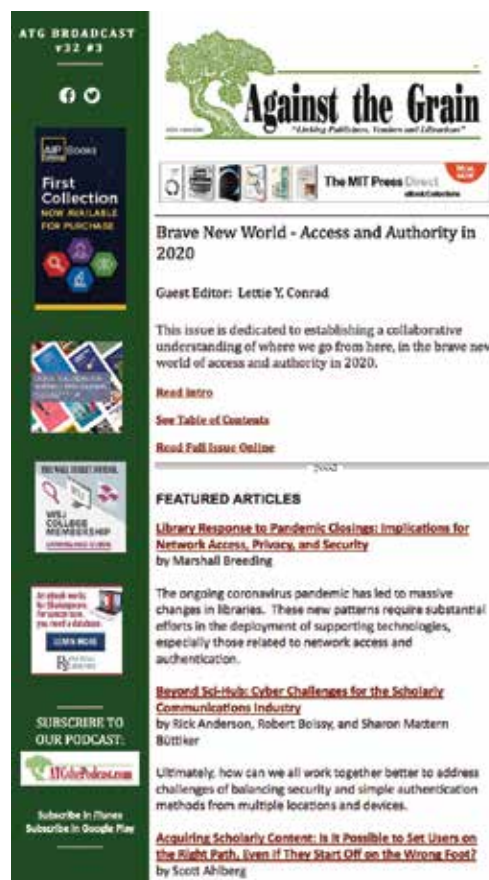 ATG BROADCAST
v32 #3
AIP Books
First
Collection
NOW AVAILABLE
FOR PURCHASE
WSJ
COLLEGE
MEMBERSHIP
you need a database.
LEARN MORE
SUBSCRIBE TO
OUR PODCAST:
ATGthePodcast.com
Subscribe in iTunes
Subscribe in Google Play
Against the Grain
"Linking Publishers, Vendors and Librarians"
The MIT Press Direct
eBook Collections
Brave New World - Access and Authority in
2020
Guest Editor: Lettie Y. Conrad
This issue is dedicated to establishing a collaborative
understanding of where we go from here, in the brave new
world of access and authority in 2020.
Read Intro
See Table of Contents
Read Full Issue Online
FEATURED ARTICLES
Library Response to Pandemic Closings: Implications for
Network Access, Privacy, and Security
by Marshall Breeding
The ongoing coronavirus pandemic has led to massive
changes in libraries. These new patterns require substantial
efforts in the deployment of supporting technologies,
especially those related to network access and
authentication.
Beyond Sci-Hub: Cyber Challenges for the Scholarly
Communications Industry
by Rick Anderson, Robert Boissy, and Sharon Mattern
Büttiker
Ultimately, how can we all work together better to address
challenges of balancing security and simple authentication
methods from multiple locations and devices.
Acquiring Scholarly Content: Is It Possible to Set Users on
the Right Path, Even If They Start Off on the Wrong Foot?
by Scott Ahlberg